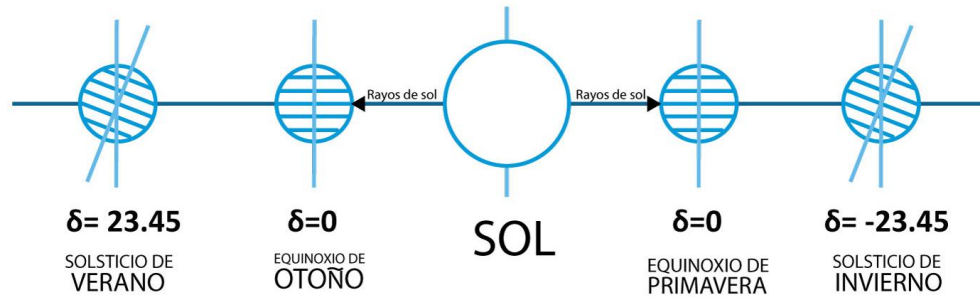 Rayos de sol
Rayos de sol
δ= 23.45
SOLSTICIO DE
VERANO
δ=0
EQUINOXIO DE
OTOÑO
SOL
δ=0
EQUINOXIO DE
PRIMAVERA
δ= -23.45
SOLSTICIO DE
INVIERNO